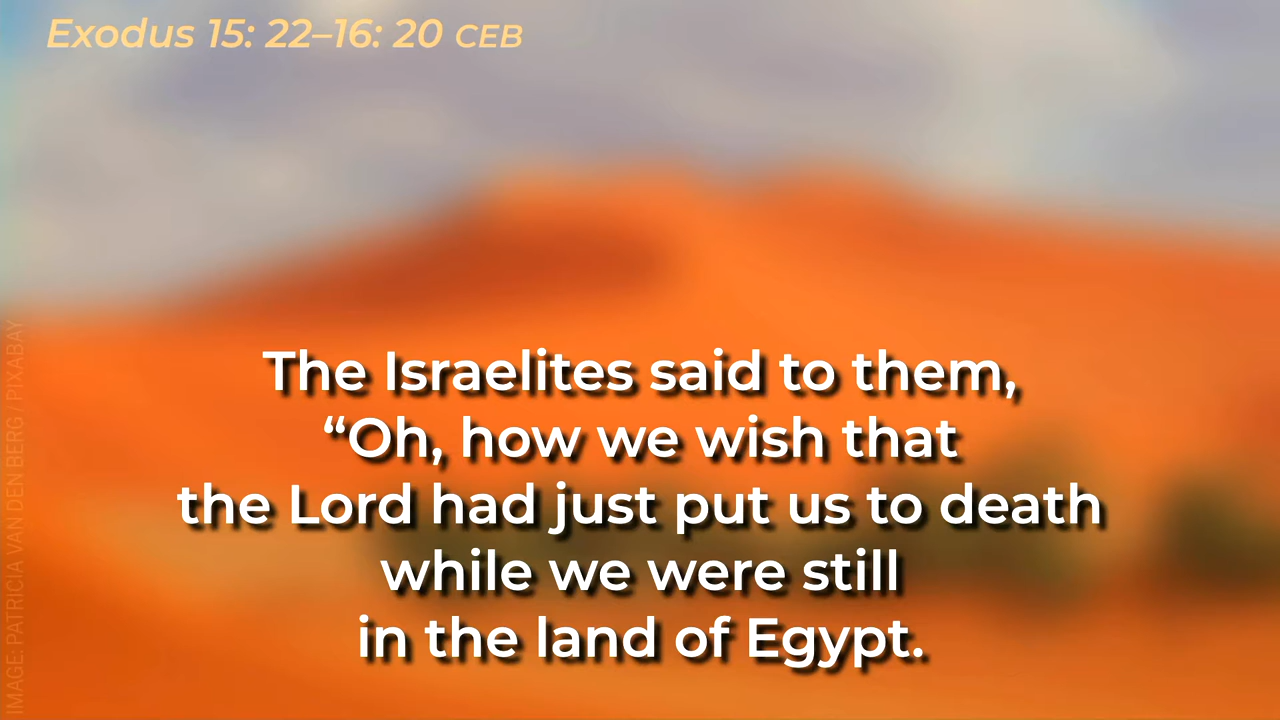 Exodus 15: 22–16: 20 CEB
The Israelites said to them,
“Oh, how we wish that
the Lord had just put us to death
while we were still
in the land of Egypt.
IMAGE: PATRICIA VAN DEN BERG / PIXABAY